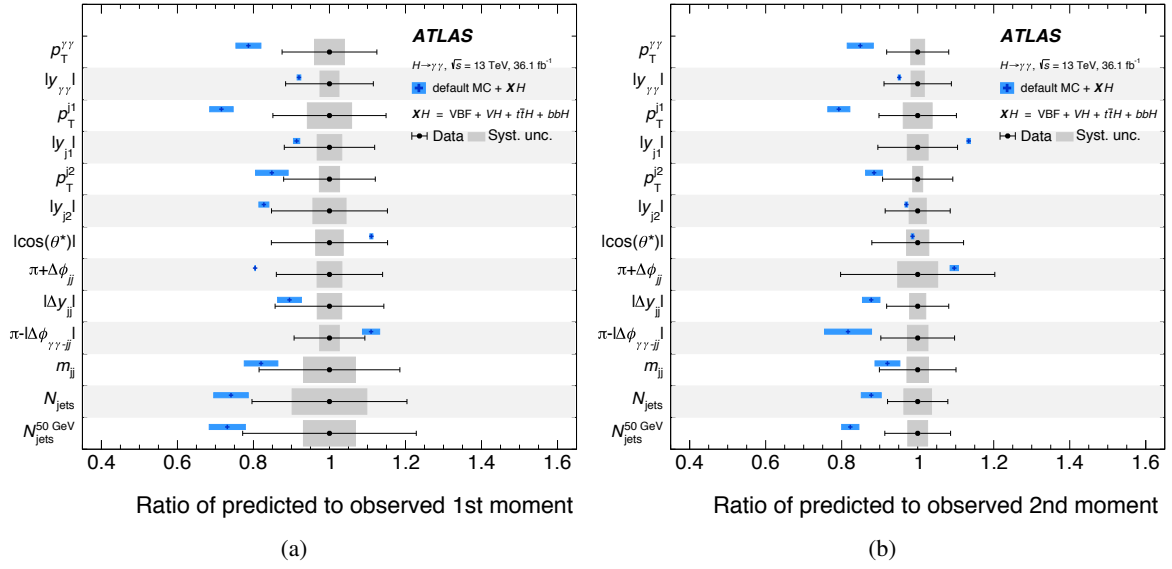 ATLAS
H→γγ, √s = 13 TeV, 36.1 fb⁻¹
default MC + XH
XH = VBF + VH + tt̄H + bbH
Data Syst. unc.
p_T^γγ
|y_γγ|
p_T^j1
|y_j1|
p_T^j2
|y_j2|
|cos(θ*)|
π+Δϕ_jj
|Δy_jj|
π-|Δϕ_γγ-jj|
m_jj
N_jets
N_jets^50 GeV
0.4 0.6 0.8 1 1.2 1.4 1.6
Ratio of predicted to observed 1st moment
(a)
ATLAS
H→γγ, √s = 13 TeV, 36.1 fb⁻¹
default MC + XH
XH = VBF + VH + tt̄H + bbH
Data Syst. unc.
p_T^γγ
|y_γγ|
p_T^j1
|y_j1|
p_T^j2
|y_j2|
|cos(θ*)|
π+Δϕ_jj
|Δy_jj|
π-|Δϕ_γγ-jj|
m_jj
N_jets
N_jets^50 GeV
0.4 0.6 0.8 1 1.2 1.4 1.6
Ratio of predicted to observed 2nd moment
(b)